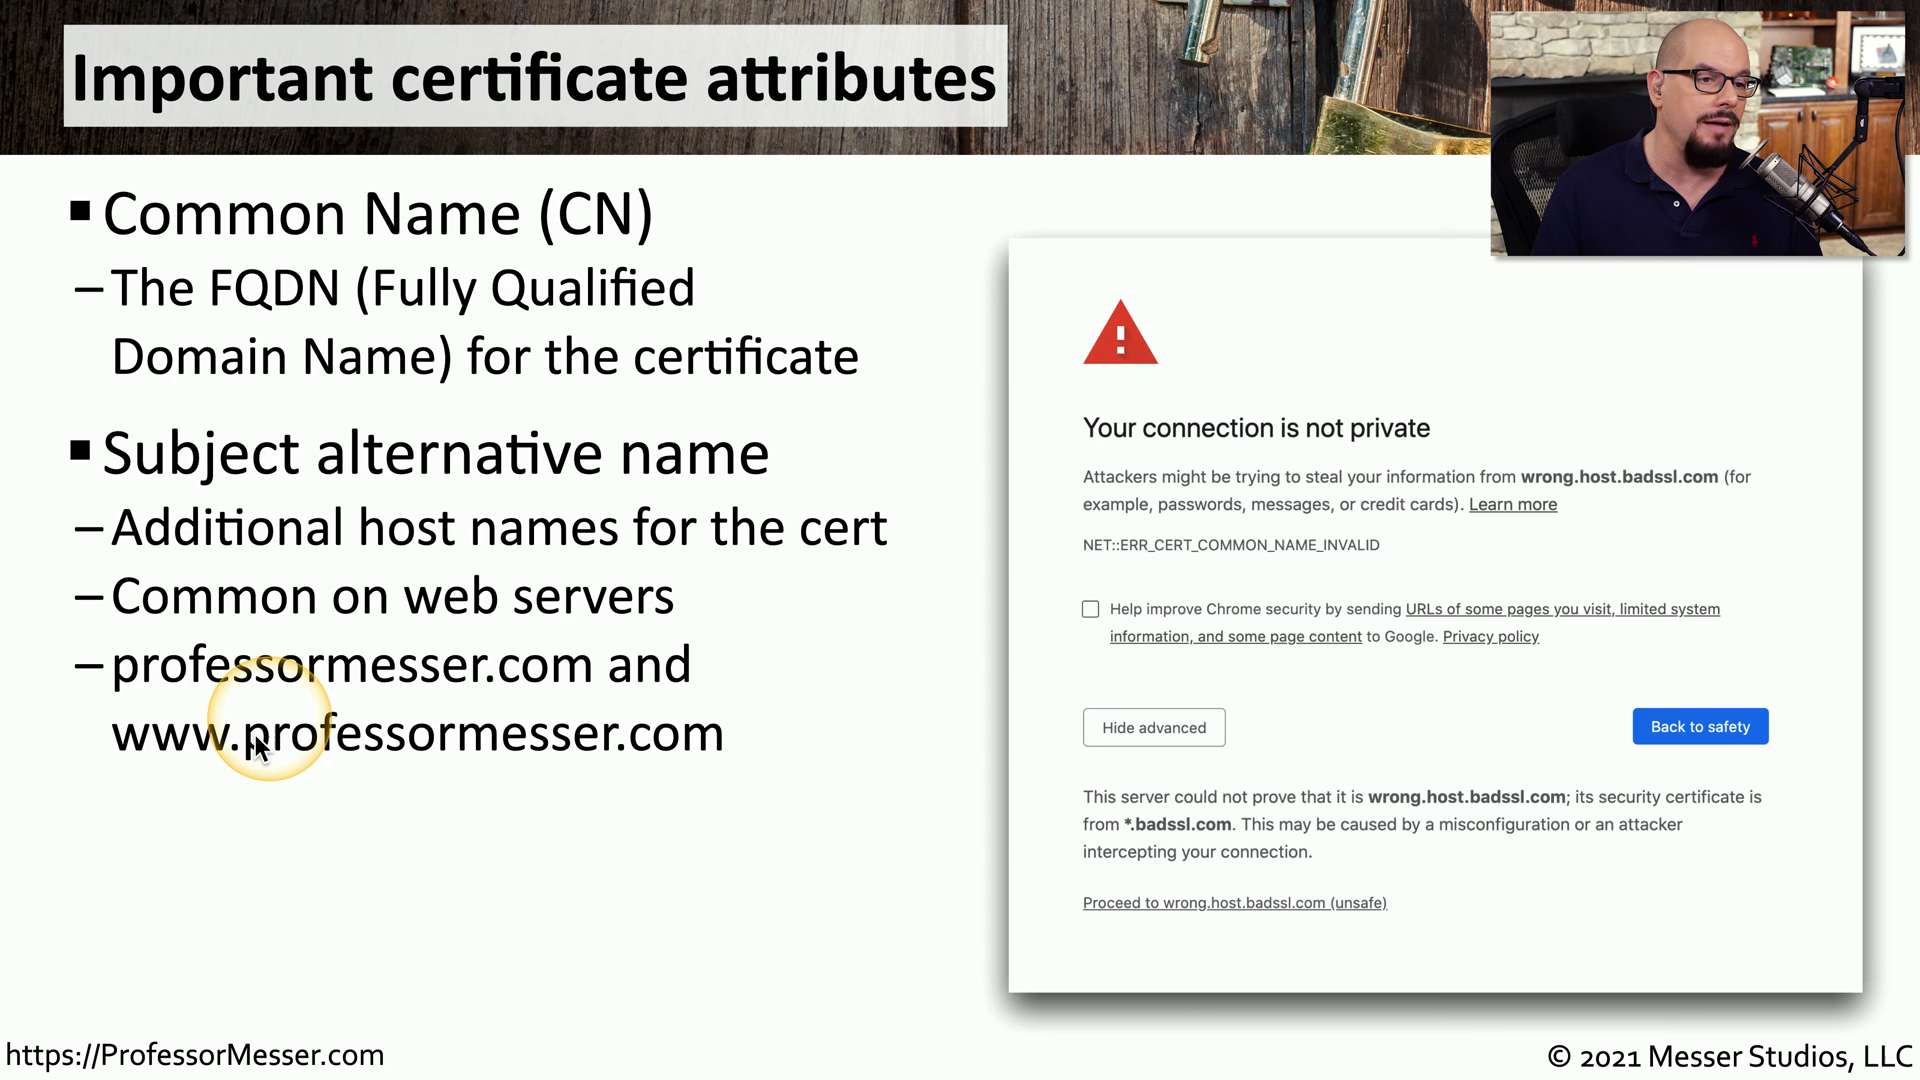 Important certificate attributes
▪ Common Name (CN)
– The FQDN (Fully Qualified
Domain Name) for the certificate
▪ Subject alternative name
– Additional host names for the cert
– Common on web servers
– professormesser.com and
www.professormesser.com
Your connection is not private
Attackers might be trying to steal your information from wrong.host.badssl.com (for
example, passwords, messages, or credit cards). Learn more
NET::ERR_CERT_COMMON_NAME_INVALID
Help improve Chrome security by sending URLs of some pages you visit, limited system
information, and some page content to Google. Privacy policy
Hide advanced
Back to safety
This server could not prove that it is wrong.host.badssl.com; its security certificate is
from *.badssl.com. This may be caused by a misconfiguration or an attacker
intercepting your connection.
Proceed to wrong.host.badssl.com (unsafe)
https://ProfessorMesser.com
© 2021 Messer Studios, LLC